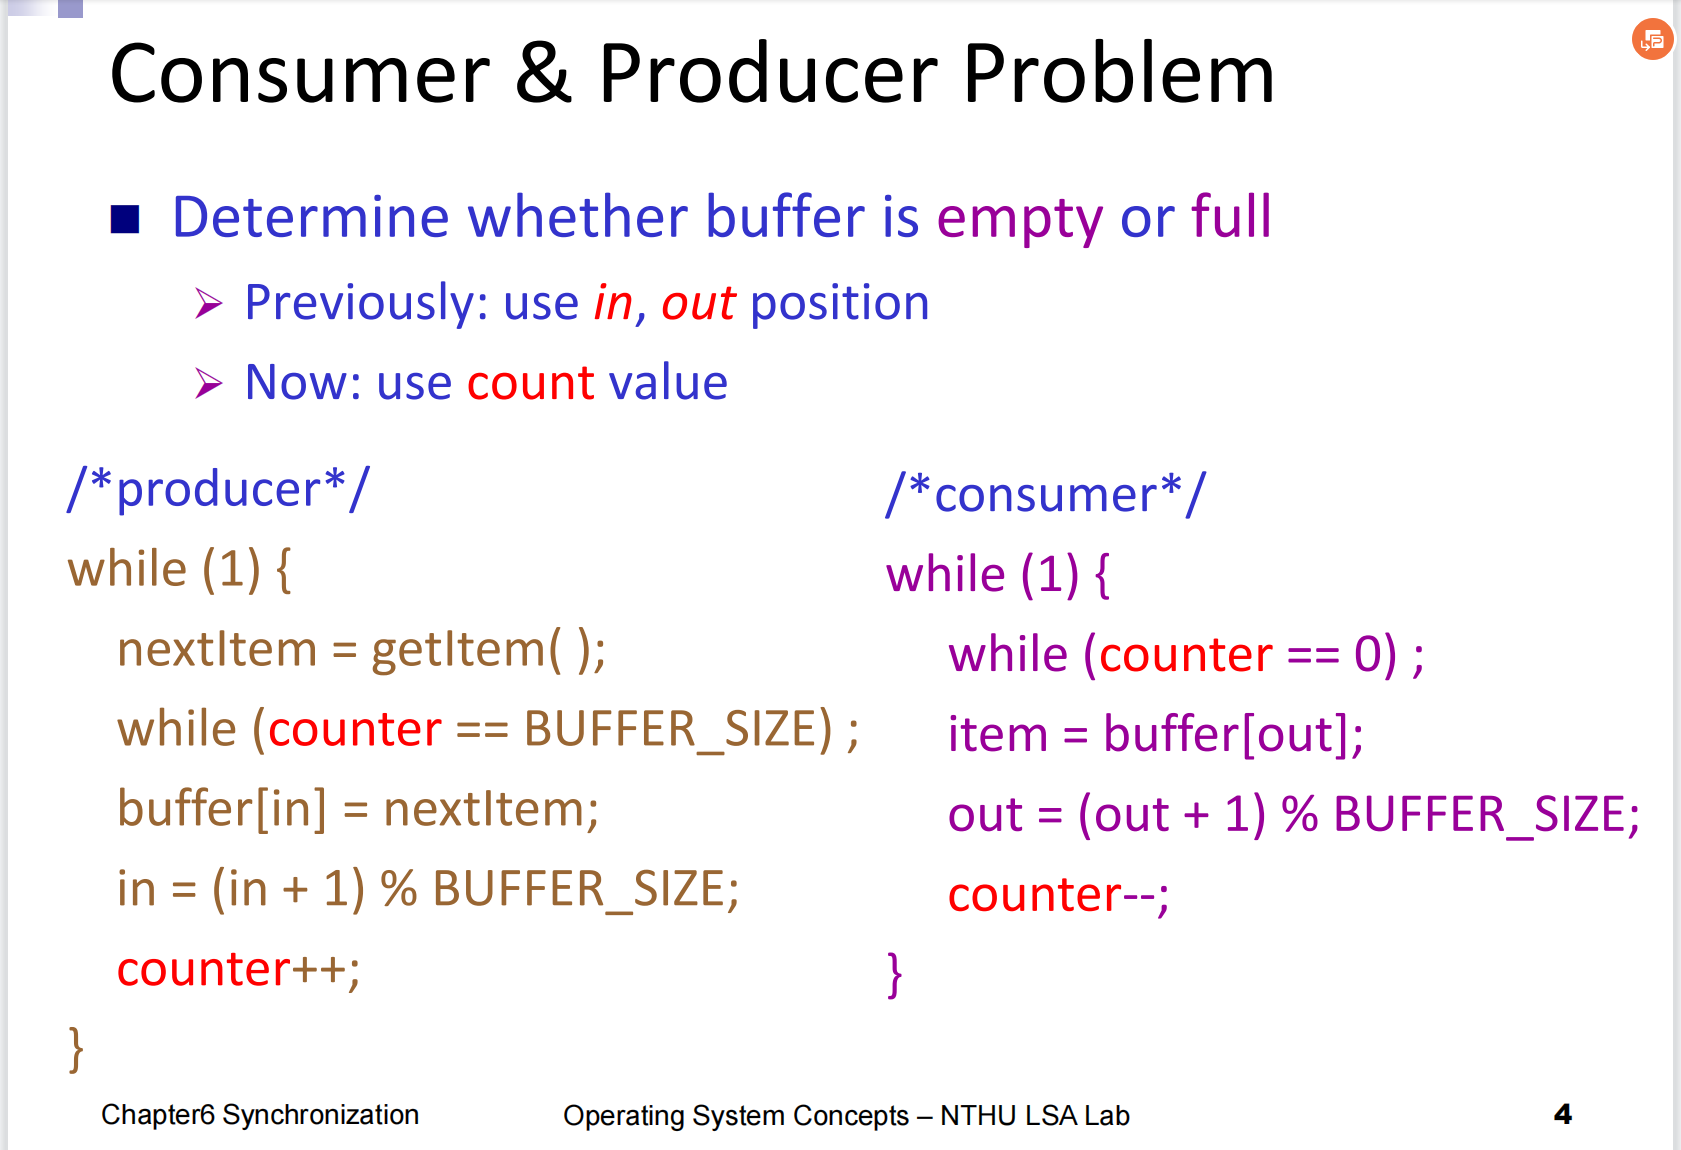 Consumer & Producer Problem
Determine whether buffer is empty or full
Previously: use in, out position
Now: use count value
/*producer*/
while (1) {
nextItem = getItem( );
while (counter == BUFFER_SIZE) ;
buffer[in] = nextItem;
in = (in + 1) % BUFFER_SIZE;
counter++;
}
/*consumer*/
while (1) {
while (counter == 0) ;
item = buffer[out];
out = (out + 1) % BUFFER_SIZE;
counter--;
}
Chapter6 Synchronization
Operating System Concepts – NTHU LSA Lab
4